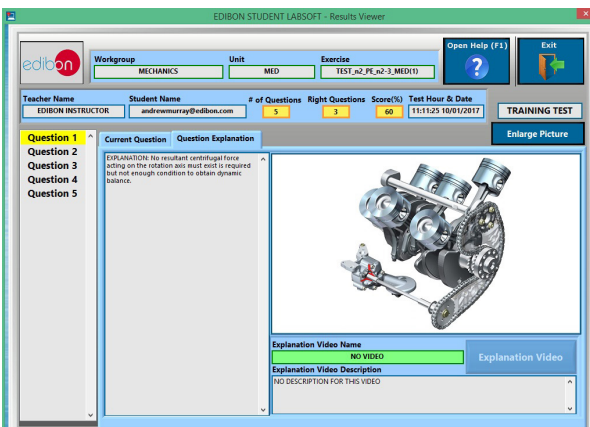 EDIBON STUDENT LABSOFT - Results Viewer
edibon
Workgroup Unit Exercise
MECHANICS MED TEST_n2_PE_n2-3_MED(1)
Open Help (F1)
?
Exit
Teacher Name Student Name # of Questions Right Questions Score(%) Test Hour & Date
EDIBON INSTRUCTOR andrewmurray@edibon.com 5 3 60 11:11:25 10/01/2017
TRAINING TEST
Enlarge Picture
Question 1
Question 2
Question 3
Question 4
Question 5
Current Question Question Explanation
EXPLANATION: No resultant centrifugal force
acting on the rotation axis must exist is required
but not enough condition to obtain dynamic
balance.
Explanation Video Name
NO VIDEO
Explanation Video
Explanation Video Description
NO DESCRIPTION FOR THIS VIDEO